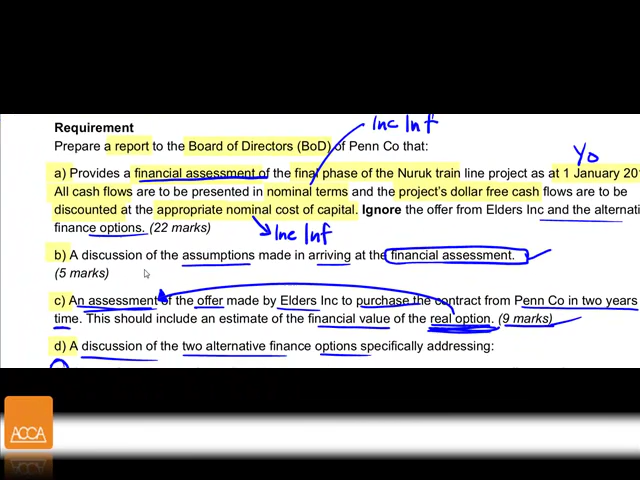 Inc Inf
Requirement
Prepare a report to the Board of Directors (BoD) of Penn Co that:
Y0
a) Provides a financial assessment of the final phase of the Nuruk train line project as at 1 January 20
All cash flows are to be presented in nominal terms and the project's dollar free cash flows are to be
discounted at the appropriate nominal cost of capital. Ignore the offer from Elders Inc and the alternat
finance options. (22 marks)
Inc Inf
b) A discussion of the assumptions made in arriving at the financial assessment.
(5 marks)
c) An assessment of the offer made by Elders Inc to purchase the contract from Penn Co in two years
time. This should include an estimate of the financial value of the real option. (9 marks)
d) A discussion of the two alternative finance options specifically addressing:
ACCA